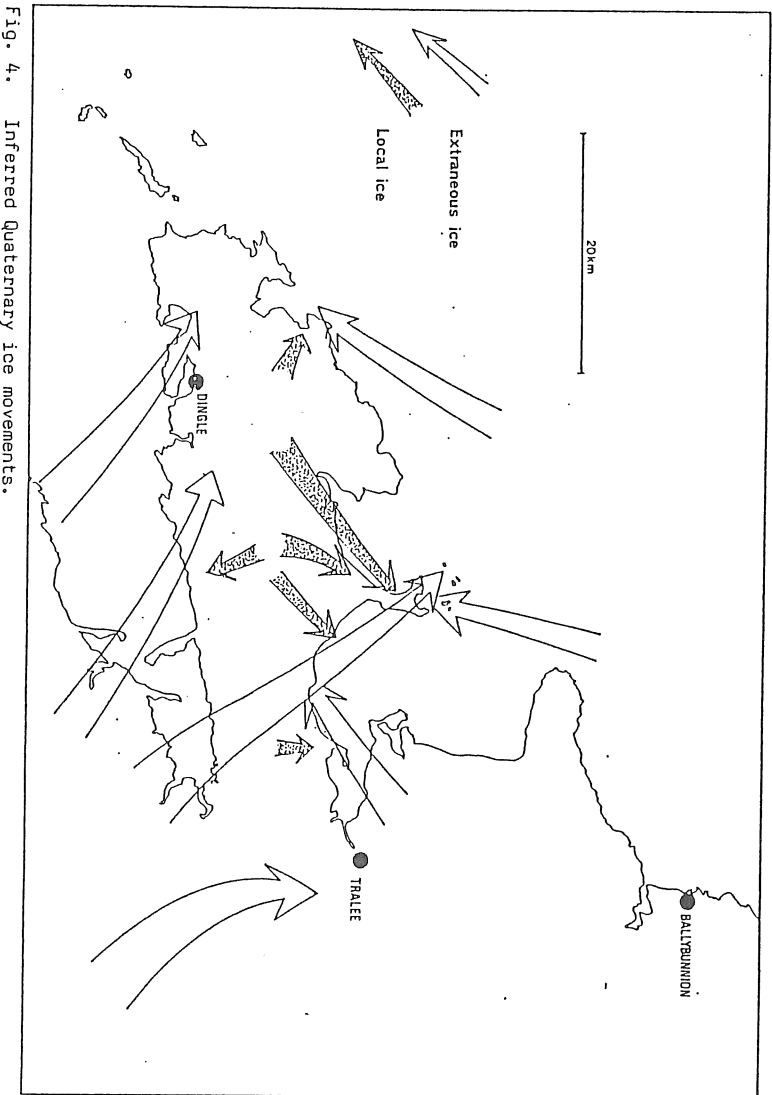 20km
Extraneous ice
Local ice
BALLYBUNNION
TRALEE
DINGLE
Fig. 4. Inferred Quaternary ice movements.